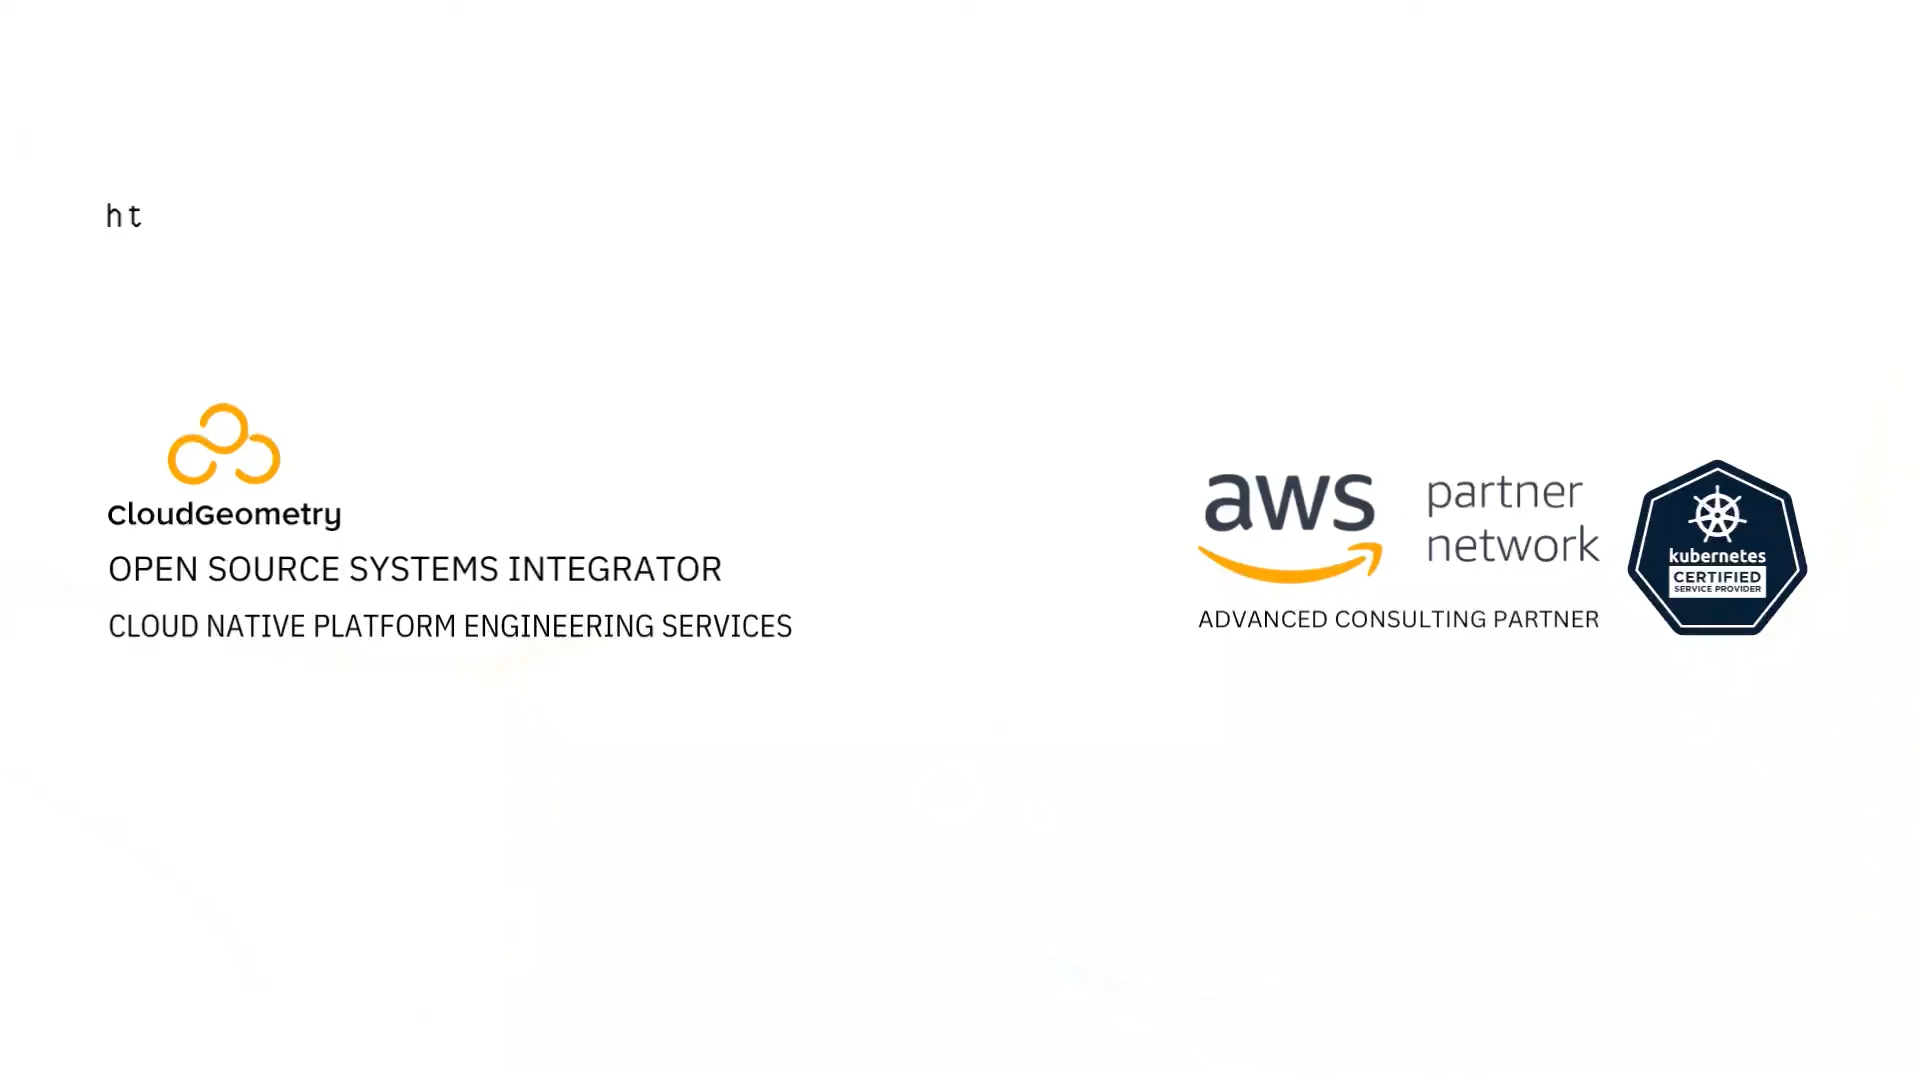 ht
CloudGeometry
OPEN SOURCE SYSTEMS INTEGRATOR
CLOUD NATIVE PLATFORM ENGINEERING SERVICES
aws
partner
network
ADVANCED CONSULTING PARTNER
kubernetes
CERTIFIED
SERVICE PROVIDER